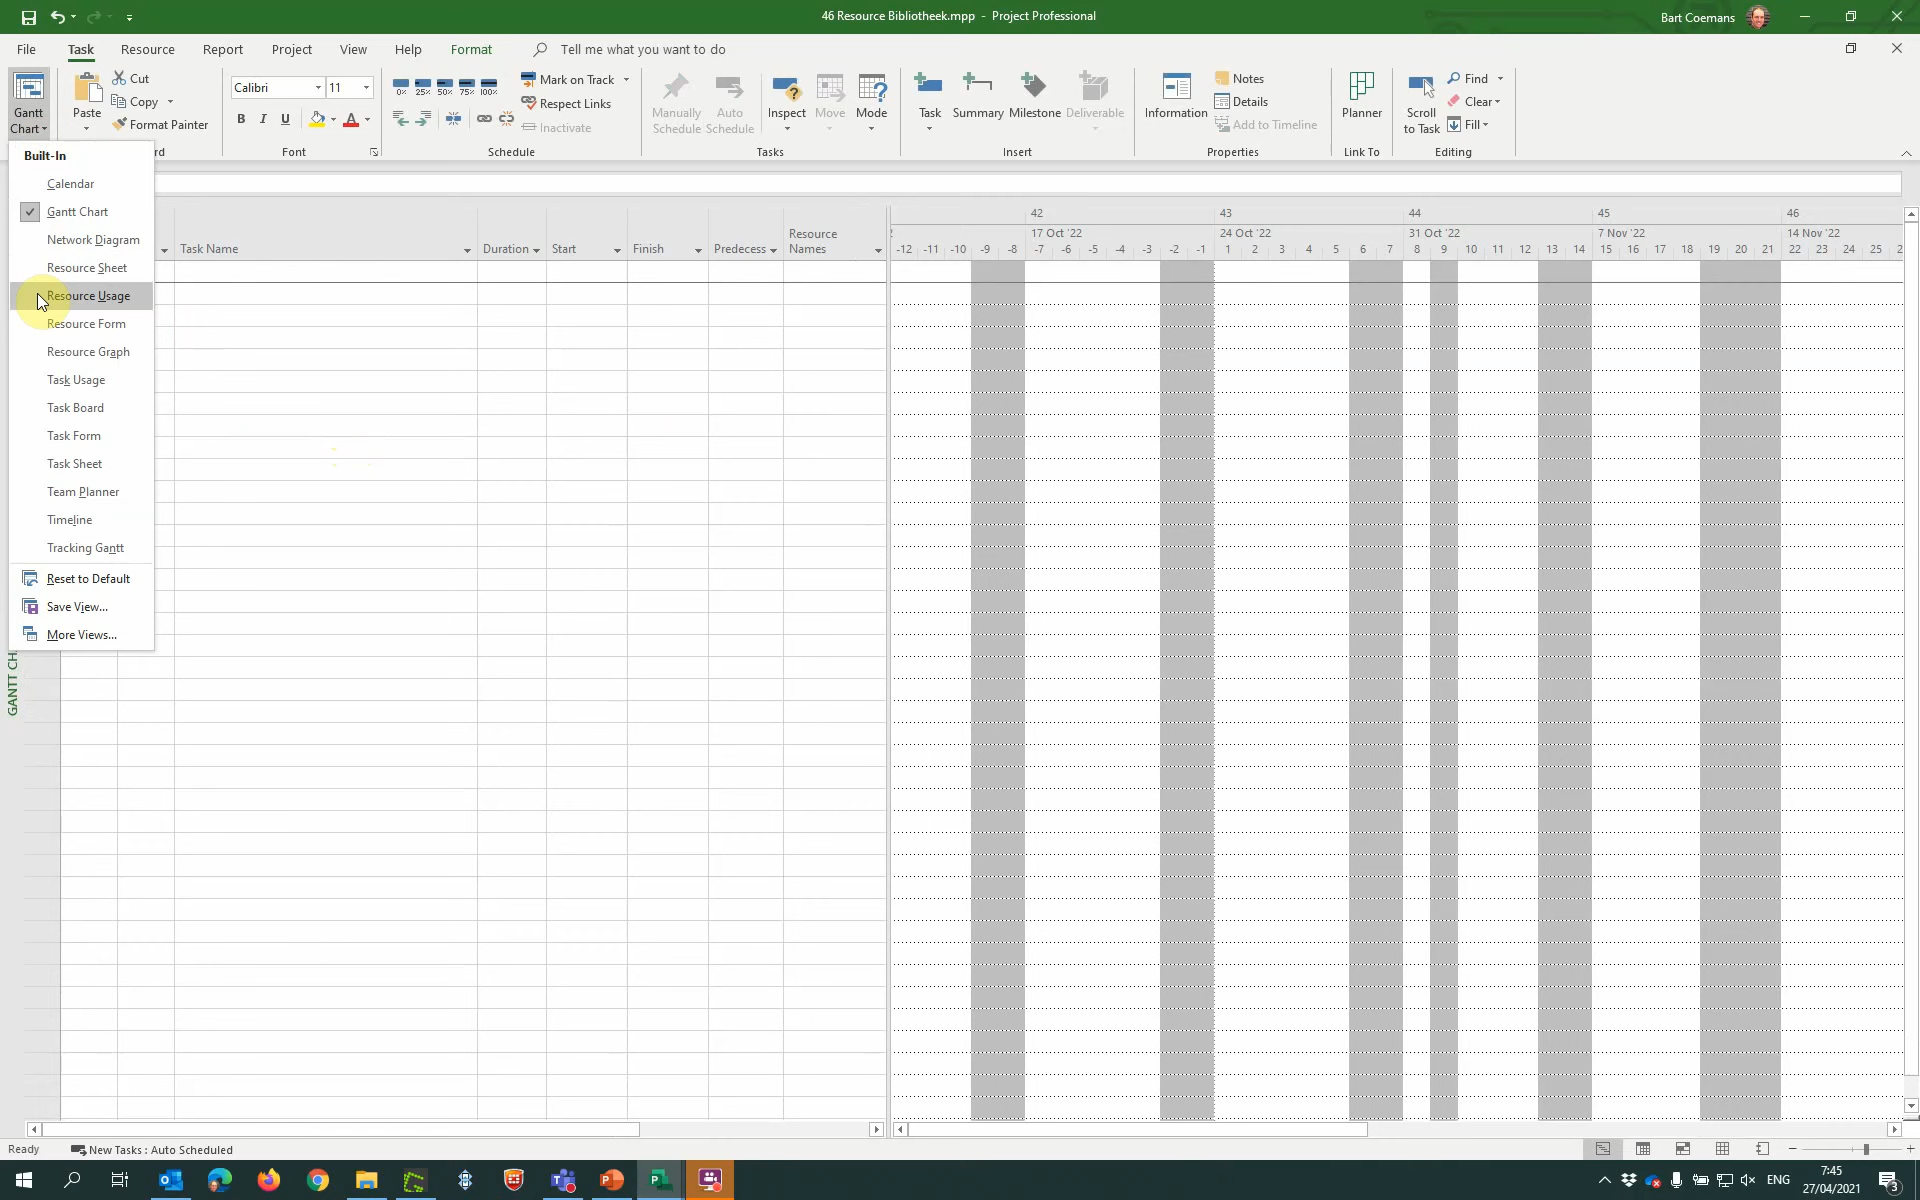 46 Resource Bibliotheek.mpp - Project Professional
Bart Coemans
File Task Resource Report Project View Help Format Tell me what you want to do
Gantt Chart
Paste
Cut
Copy
Format Painter
rd
Calibri 11
B I U A
Font
0% 25% 50% 75% 100%
Mark on Track
Respect Links
Inactivate
Schedule
Manually Schedule
Auto Schedule
Inspect
Move
Mode
Tasks
Task
Summary
Milestone
Deliverable
Insert
Information
Notes
Details
Add to Timeline
Properties
Planner
Link To
Scroll to Task
Find
Clear
Fill
Editing
Built-In
Calendar
Gantt Chart
Network Diagram
Resource Sheet
Resource Usage
Resource Form
Resource Graph
Task Usage
Task Board
Task Form
Task Sheet
Team Planner
Timeline
Tracking Gantt
Reset to Default
Save View...
More Views...
GANTT CH
Task Name Duration Start Finish Predecess Resource Names
42 43 44 45 46
17 Oct '22 24 Oct '22 31 Oct '22 7 Nov '22 14 Nov '22
-12 -11 -10 -9 -8 -7 -6 -5 -4 -3 -2 -1 1 2 3 4 5 6 7 8 9 10 11 12 13 14 15 16 17 18 19 20 21 22 23 24 25 2
Ready New Tasks : Auto Scheduled
ENG
7:45
27/04/2021
3